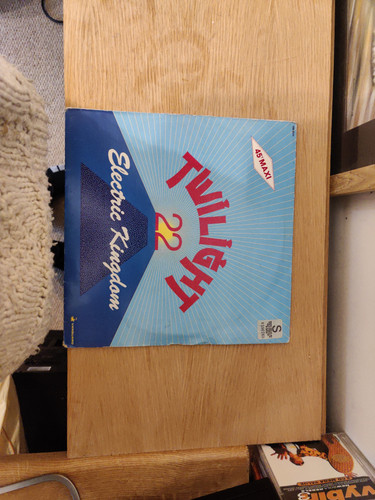 45° MAXI
TWILIGHT
22
Electric Kingdom
S